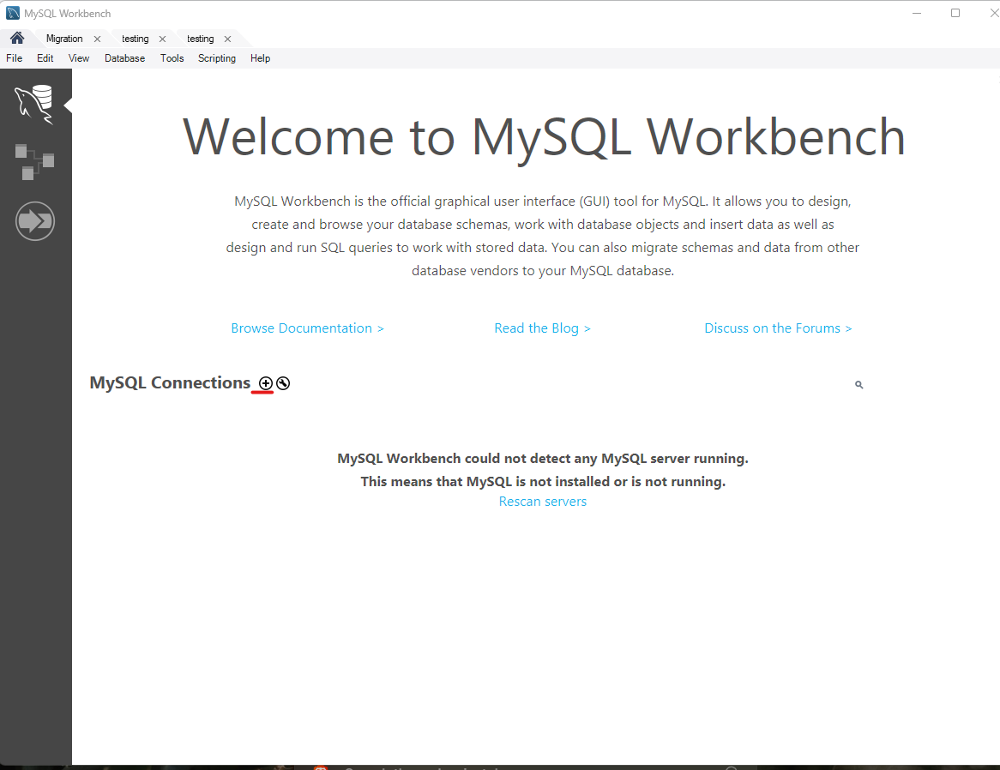 MySQL Workbench
Migration testing testing
File Edit View Database Tools Scripting Help
Welcome to MySQL Workbench
MySQL Workbench is the official graphical user interface (GUI) tool for MySQL. It allows you to design,
create and browse your database schemas, work with database objects and insert data as well as
design and run SQL queries to work with stored data. You can also migrate schemas and data from other
database vendors to your MySQL database.
Browse Documentation > Read the Blog > Discuss on the Forums >
MySQL Connections
MySQL Workbench could not detect any MySQL server running.
This means that MySQL is not installed or is not running.
Rescan servers